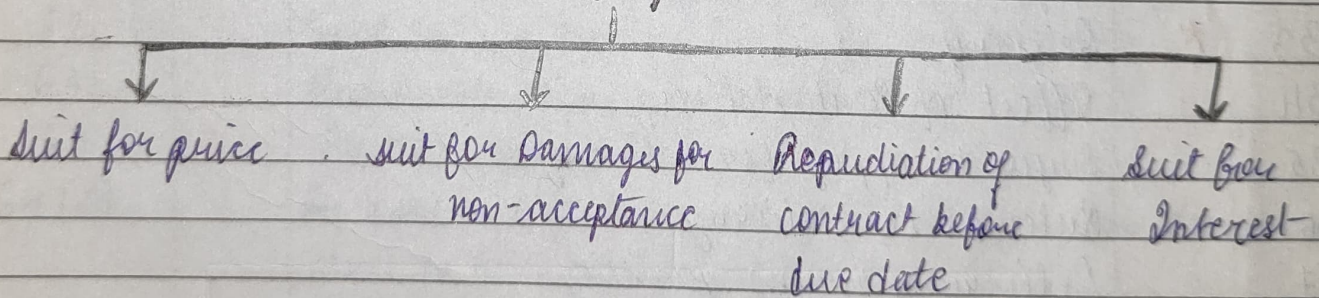 Suit for price . suit for Damages for Repudiation of Suit for
non-acceptance contract before Interest
due date